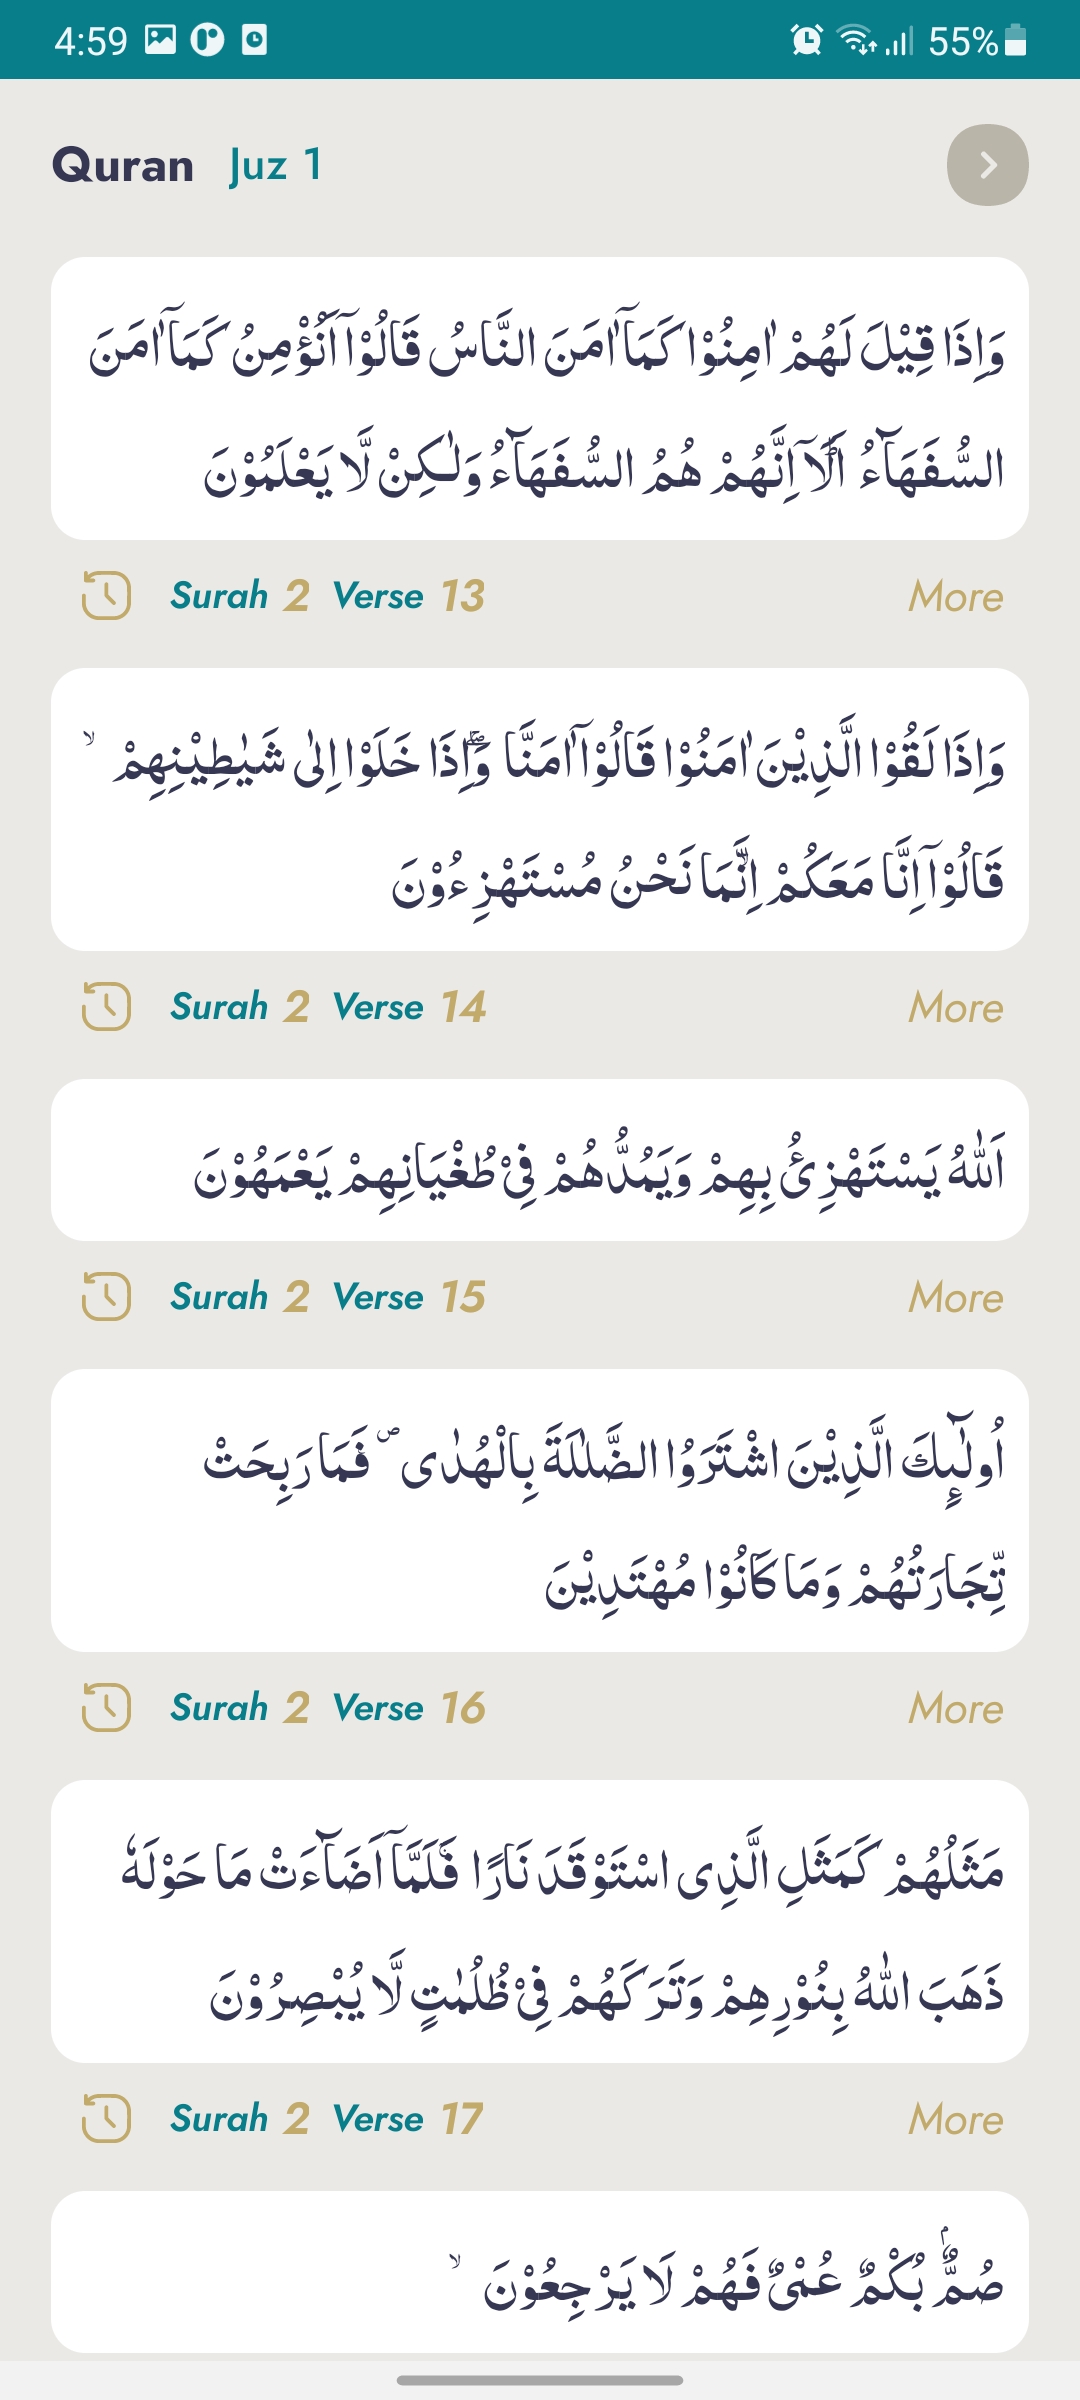 4:59 55%
Quran Juz 1
وَاِذَا قِيْلَ لَهُمْ اٰمِنُوْا كَمَآ اٰمَنَ النَّاسُ قَالُوْٓا اَنُؤْمِنُ كَمَآ اٰمَنَ
السُّفَهَآءُ ؕ اَلَآ اِنَّهُمْ هُمُ السُّفَهَآءُ وَلٰكِنْ لَّا يَعْلَمُوْنَ
Surah 2 Verse 13 More
وَاِذَا لَقُوْا الَّذِيْنَ اٰمَنُوْا قَالُوْٓا اٰمَنَّا ۖۚ وَاِذَا خَلَوْا اِلٰى شَيٰطِيْنِهِمْ ۙ
قَالُوْٓا اِنَّا مَعَكُمْ اِنَّمَا نَحْنُ مُسْتَهْزِءُوْنَ
Surah 2 Verse 14 More
اَللّٰهُ يَسْتَهْزِئُ بِهِمْ وَيَمُدُّهُمْ فِىْ طُغْيَانِهِمْ يَعْمَهُوْنَ
Surah 2 Verse 15 More
اُولٰٓٮِٕكَ الَّذِيْنَ اشْتَرَوُا الضَّلٰلَةَ بِالْهُدٰى ۖ فَمَا رَبِحَتْ
تِّجَارَتُهُمْ وَمَا كَانُوْا مُهْتَدِيْنَ
Surah 2 Verse 16 More
مَثَلُهُمْ كَمَثَلِ الَّذِى اسْتَوْقَدَ نَارًا ۚ فَلَمَّآ اَضَآءَتْ مَا حَوْلَهٗ
ذَهَبَ اللّٰهُ بِنُوْرِهِمْ وَتَرَكَهُمْ فِىْ ظُلُمٰتٍ لَّا يُبْصِرُوْنَ
Surah 2 Verse 17 More
صُمٌّۢ بُكْمٌ عُمْىٌ فَهُمْ لَا يَرْجِعُوْنَ ۙ